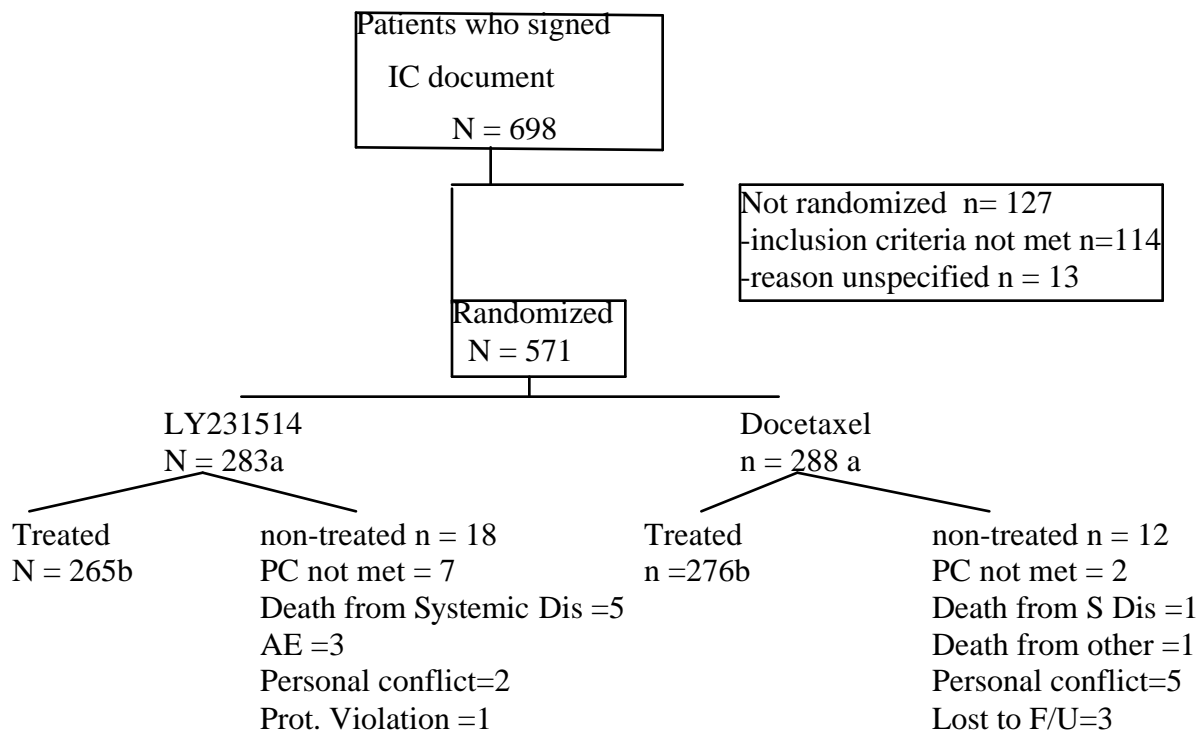 Patients who signed
IC document
N = 698
Not randomized n= 127
-inclusion criteria not met n=114
-reason unspecified n = 13
Randomized
N = 571
LY231514
N = 283a
Docetaxel
n = 288 a
Treated
N = 265b
non-treated n = 18
PC not met = 7
Death from Systemic Dis =5
AE =3
Personal conflict=2
Prot. Violation =1
Treated
n =276b
non-treated n = 12
PC not met = 2
Death from S Dis =1
Death from other =1
Personal conflict=5
Lost to F/U=3